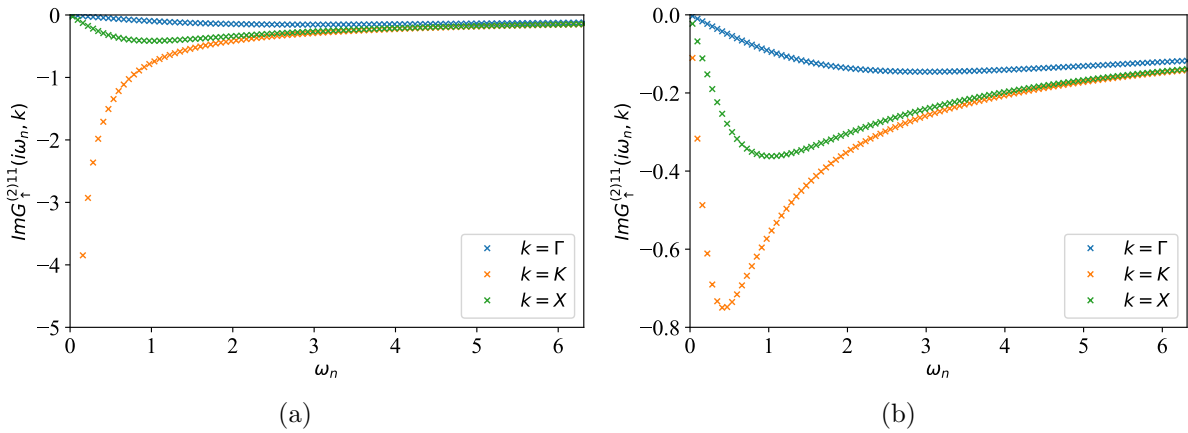 0
−1
−2
−3
−4
−5
ImG↑^(2)11(iωn, k)
0 1 2 3 4 5 6
ωn
k = Γ
k = K
k = X
(a)
0.0
−0.2
−0.4
−0.6
−0.8
ImG↑^(2)11(iωn, k)
0 1 2 3 4 5 6
ωn
k = Γ
k = K
k = X
(b)